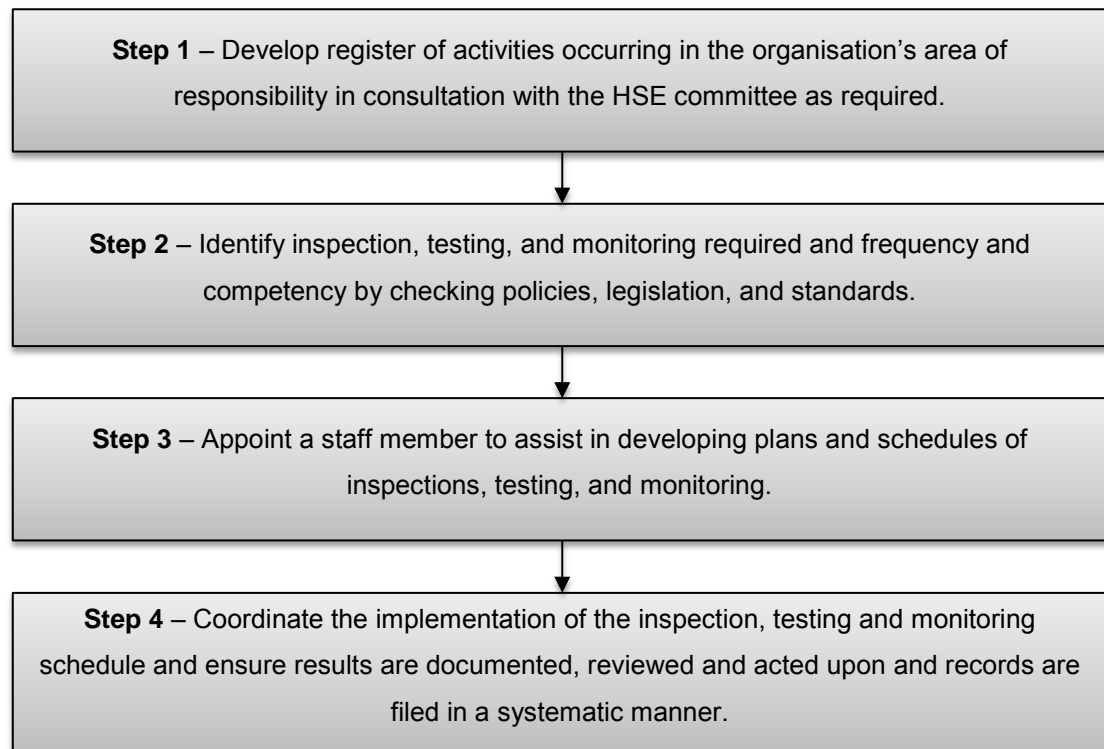 Step 1 – Develop register of activities occurring in the organisation’s area of
responsibility in consultation with the HSE committee as required.
Step 2 – Identify inspection, testing, and monitoring required and frequency and
competency by checking policies, legislation, and standards.
Step 3 – Appoint a staff member to assist in developing plans and schedules of
inspections, testing, and monitoring.
Step 4 – Coordinate the implementation of the inspection, testing and monitoring
schedule and ensure results are documented, reviewed and acted upon and records are
filed in a systematic manner.